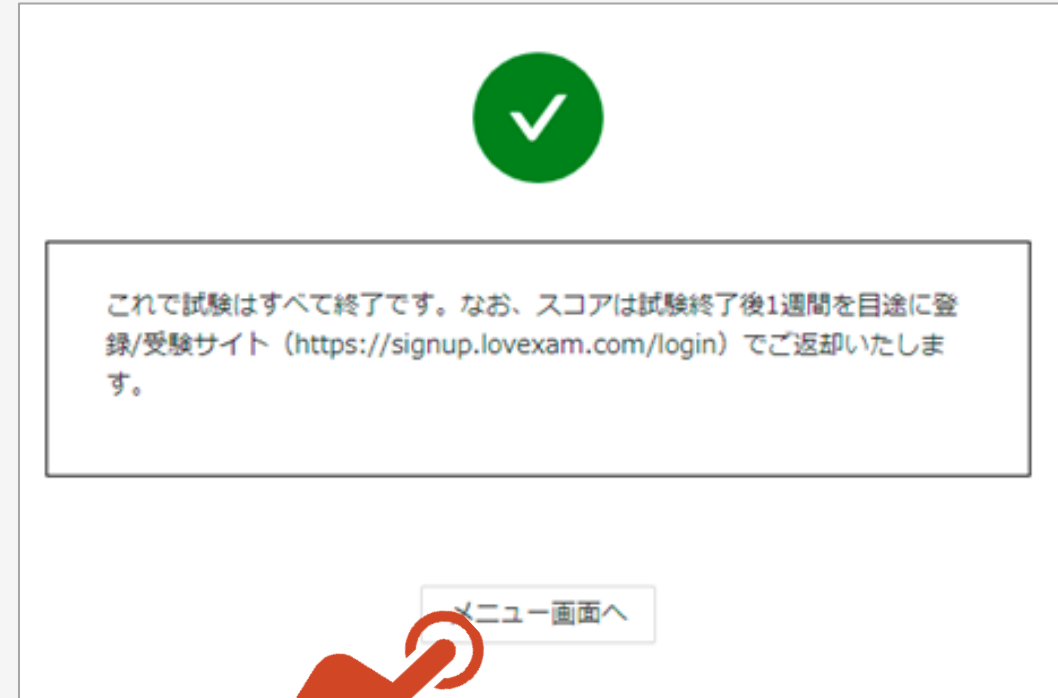 これで試験はすべて終了です。なお、スコアは試験終了後1週間を目途に登
録/受験サイト（https://signup.lovexam.com/login）でご返却いたしま
す。
メニュー画面へ